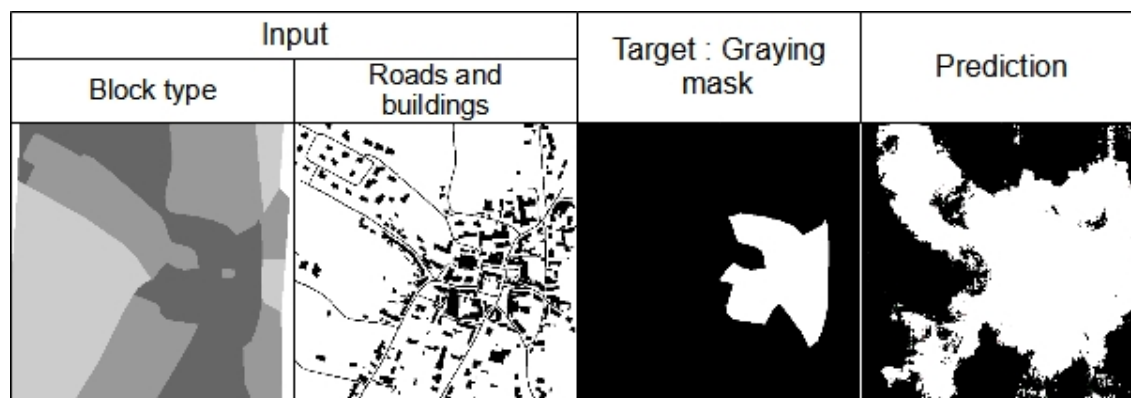 Input
Block type
Roads and
buildings
Target : Graying
mask
Prediction